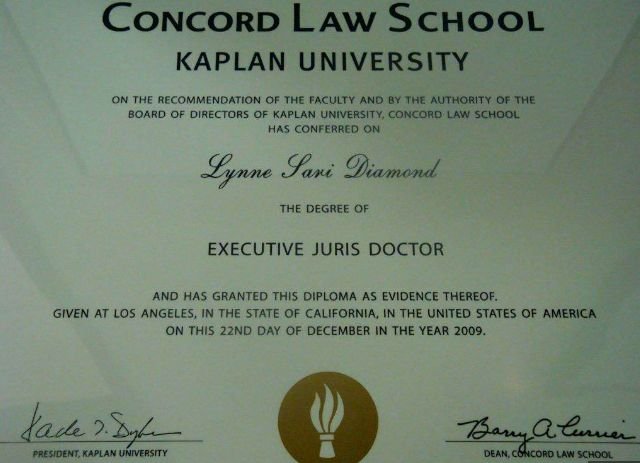 CONCORD LAW SCHOOL
KAPLAN UNIVERSITY
ON THE RECOMMENDATION OF THE FACULTY AND BY THE AUTHORITY OF THE
BOARD OF DIRECTORS OF KAPLAN UNIVERSITY, CONCORD LAW SCHOOL
HAS CONFERRED ON
Lynne Sari Diamond
THE DEGREE OF
EXECUTIVE JURIS DOCTOR
AND HAS GRANTED THIS DIPLOMA AS EVIDENCE THEREOF.
GIVEN AT LOS ANGELES, IN THE STATE OF CALIFORNIA, IN THE UNITED STATES OF AMERICA
ON THIS 22ND DAY OF DECEMBER IN THE YEAR 2009.
Barry A. Currier
PRESIDENT, KAPLAN UNIVERSITY
DEAN, CONCORD LAW SCHOOL